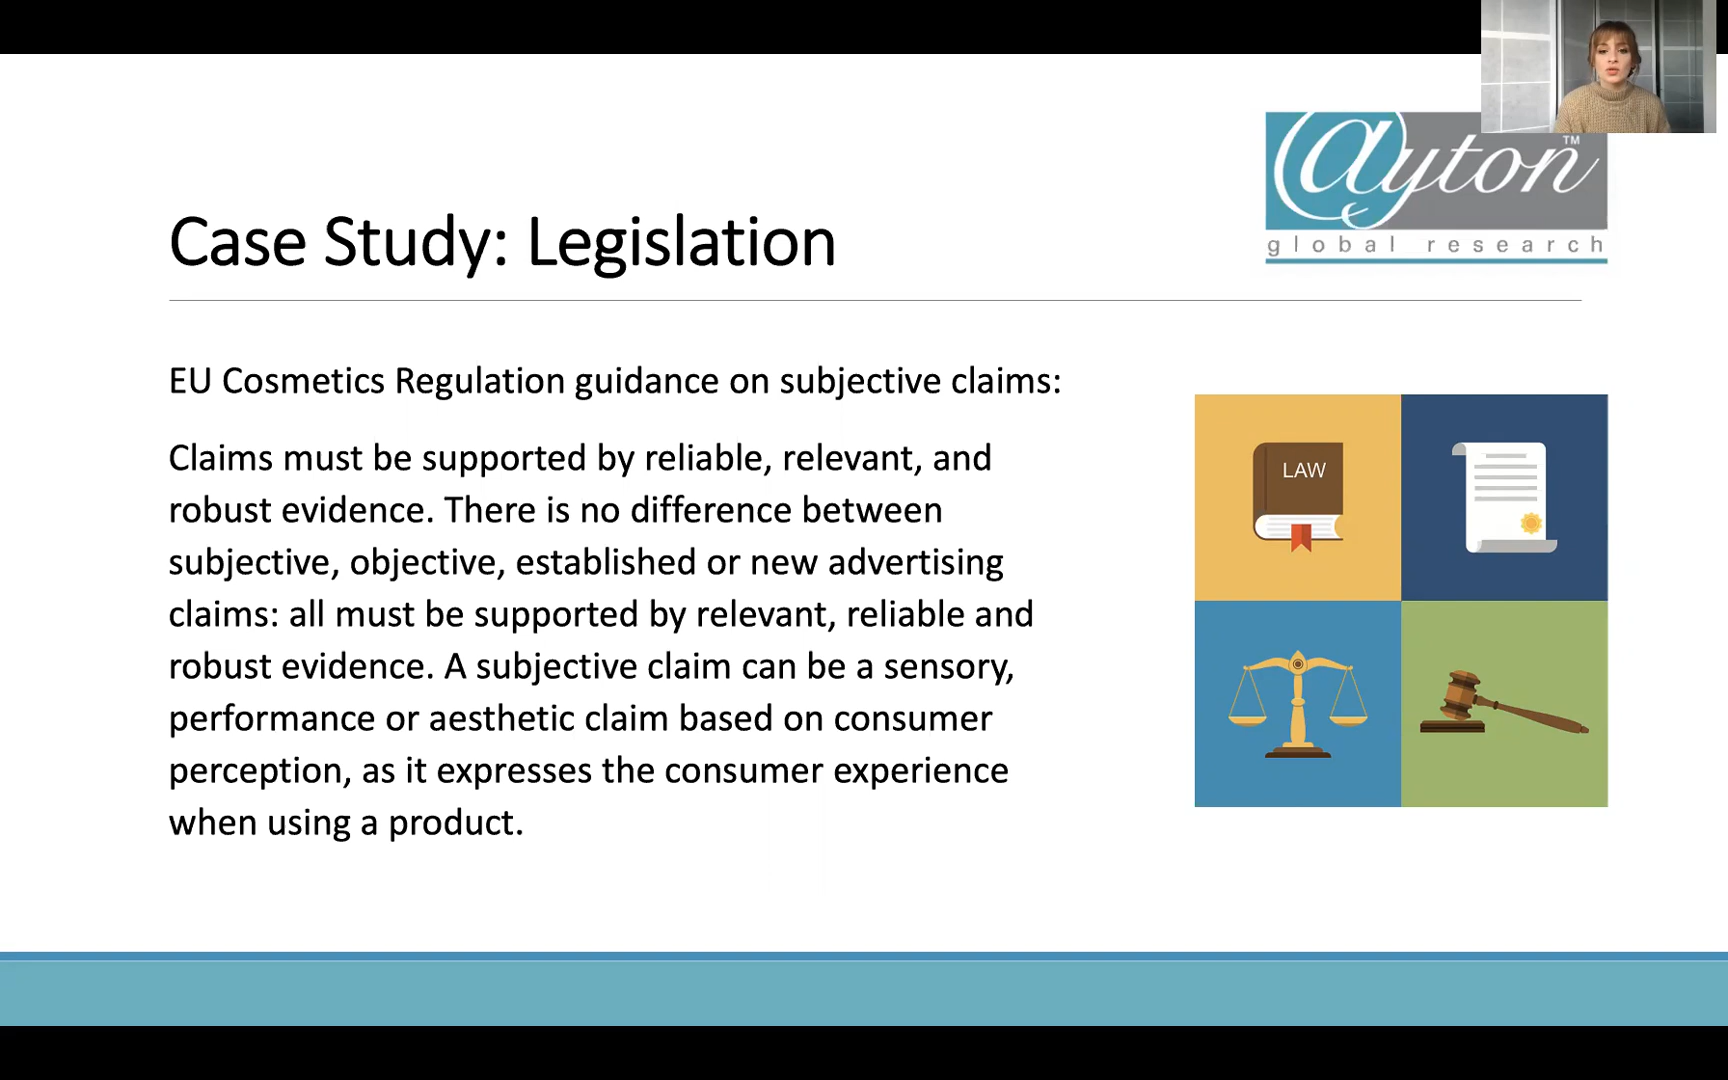 @yton™
global research
Case Study: Legislation
EU Cosmetics Regulation guidance on subjective claims:
Claims must be supported by reliable, relevant, and
robust evidence. There is no difference between
subjective, objective, established or new advertising
claims: all must be supported by relevant, reliable and
robust evidence. A subjective claim can be a sensory,
performance or aesthetic claim based on consumer
perception, as it expresses the consumer experience
when using a product.
LAW